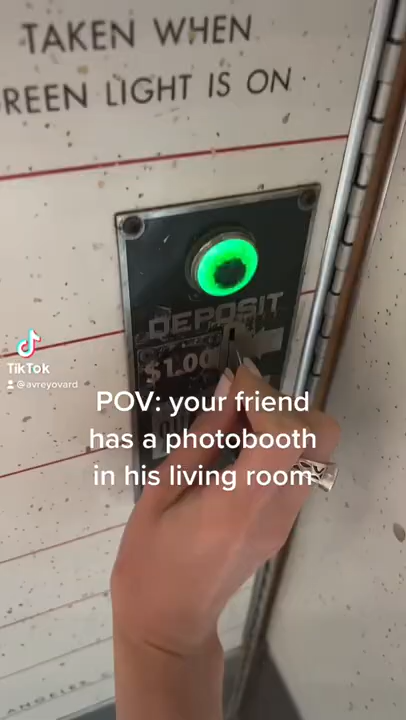 TAKEN WHEN
REEN LIGHT IS ON
DEPOSIT
$1.00
TikTok
@avreyovard
POV: your friend
has a photobooth
in his living room
ANGELES